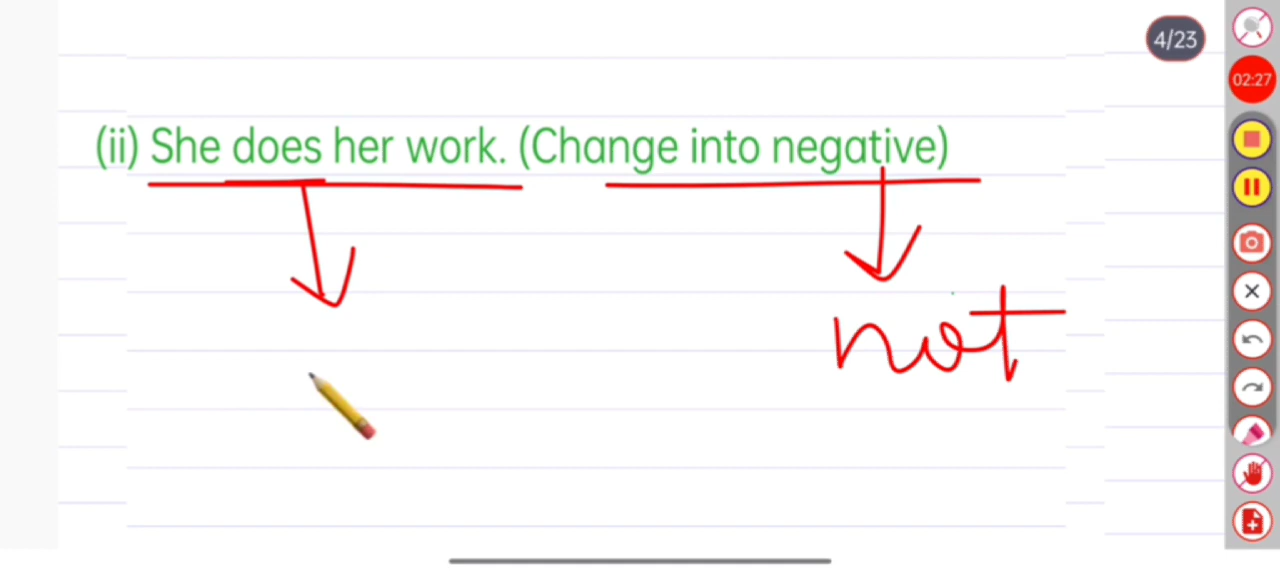 4/23
02:27
(ii) She does her work. (Change into negative)
not